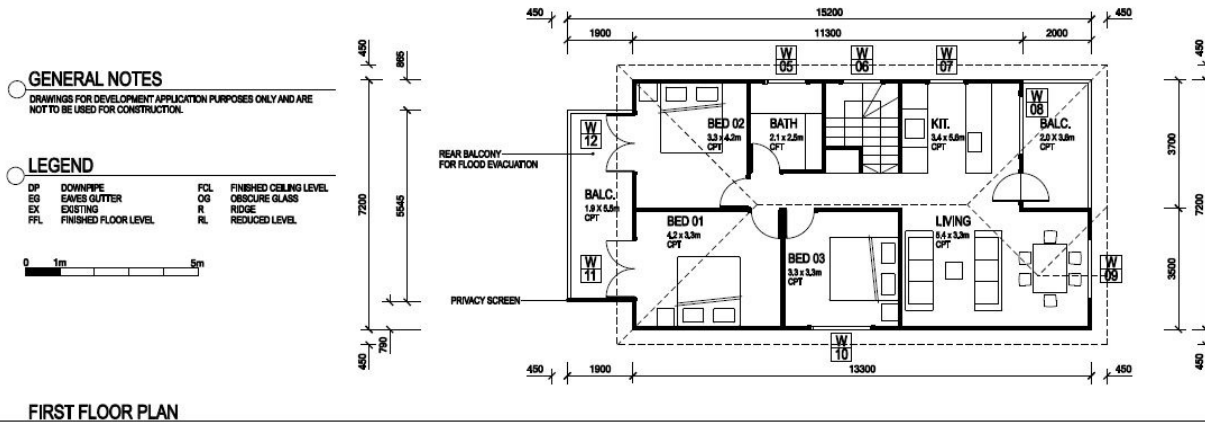 GENERAL NOTES
DRAWINGS FOR DEVELOPMENT APPLICATION PURPOSES ONLY AND ARE
NOT TO BE USED FOR CONSTRUCTION.
LEGEND
DP DOWNPIPE FCL FINISHED CEILING LEVEL
EG EAVES GUTTER OG OBSCURE GLASS
EX EXISTING R RIDGE
FFL FINISHED FLOOR LEVEL RL REDUCED LEVEL
0 1m 5m
450 15200 450
1900 11300 2000
450
865
7200
5545
790
450
W
05
W
06
W
07
W
08
W
12
BED 02
3.3 x 4.2m
CPT
BATH
2.1 x 2.5m
CFT
KIT.
3.4 x 5.6m
CPT
BALC.
2.0 X 3.6m
CPT
REAR BALCONY
FOR FLOOD EVACUATION
BALC.
1.9 X 5.5m
CPT
BED 01
4.2 x 3.3m
CPT
BED 03
3.3 x 3.3m
CPT
LIVING
5.4 x 3.3m
CPT
W
11
W
09
W
10
PRIVACY SCREEN
450
3700
7200
3500
450
450 1900 13300 450
FIRST FLOOR PLAN